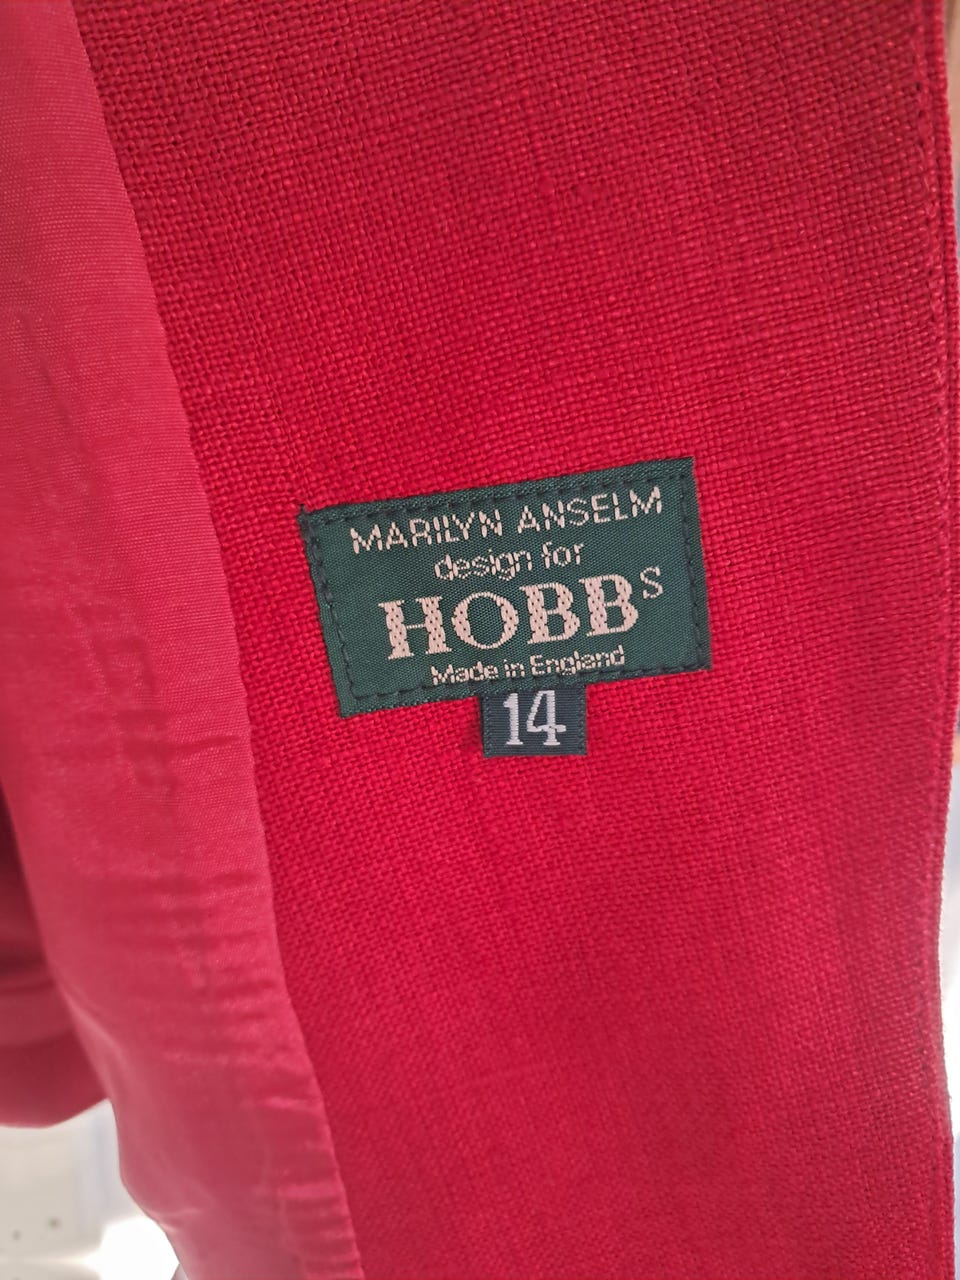 MARILYN ANSELM
design for
HOBBS
Made in England
14